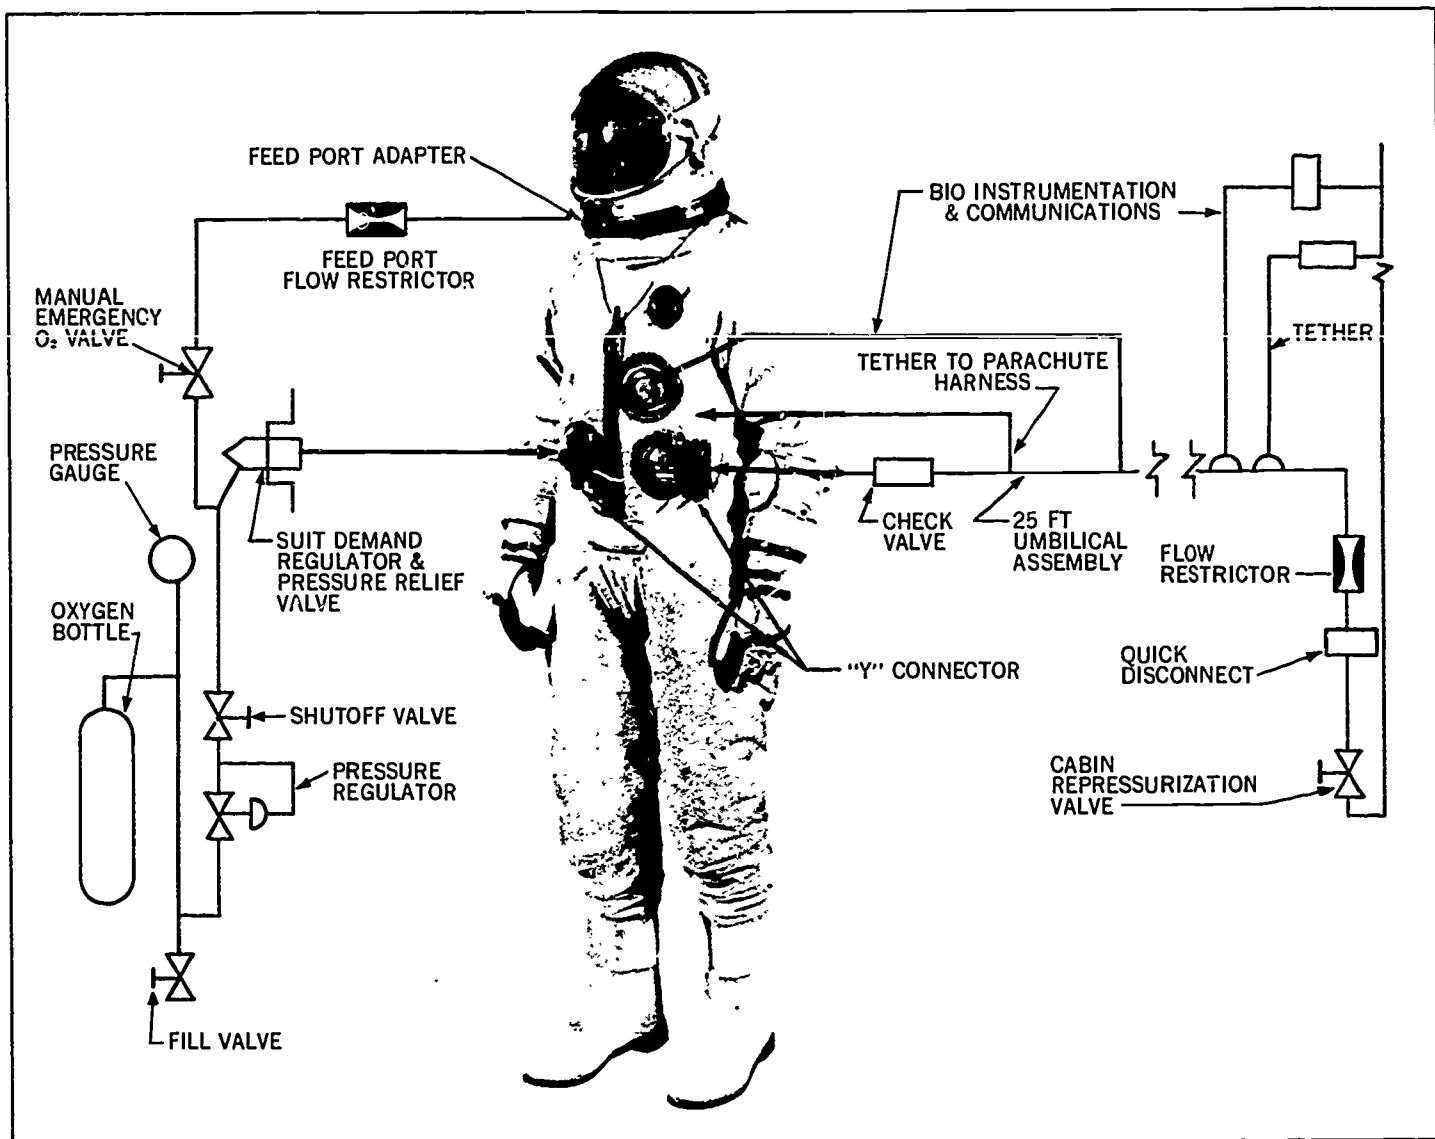 FEED PORT ADAPTER
FEED PORT
FLOW RESTRICTOR
MANUAL
EMERGENCY
O₂ VALVE
PRESSURE
GAUGE
SUIT DEMAND
REGULATOR &
PRESSURE RELIEF
VALVE
OXYGEN
BOTTLE
SHUTOFF VALVE
PRESSURE
REGULATOR
FILL VALVE
BIO INSTRUMENTATION
& COMMUNICATIONS
TETHER
TETHER TO PARACHUTE
HARNESS
CHECK
VALVE
25 FT
UMBILICAL
ASSEMBLY
FLOW
RESTRICTOR
"Y" CONNECTOR
QUICK
DISCONNECT
CABIN
REPRESSURIZATION
VALVE